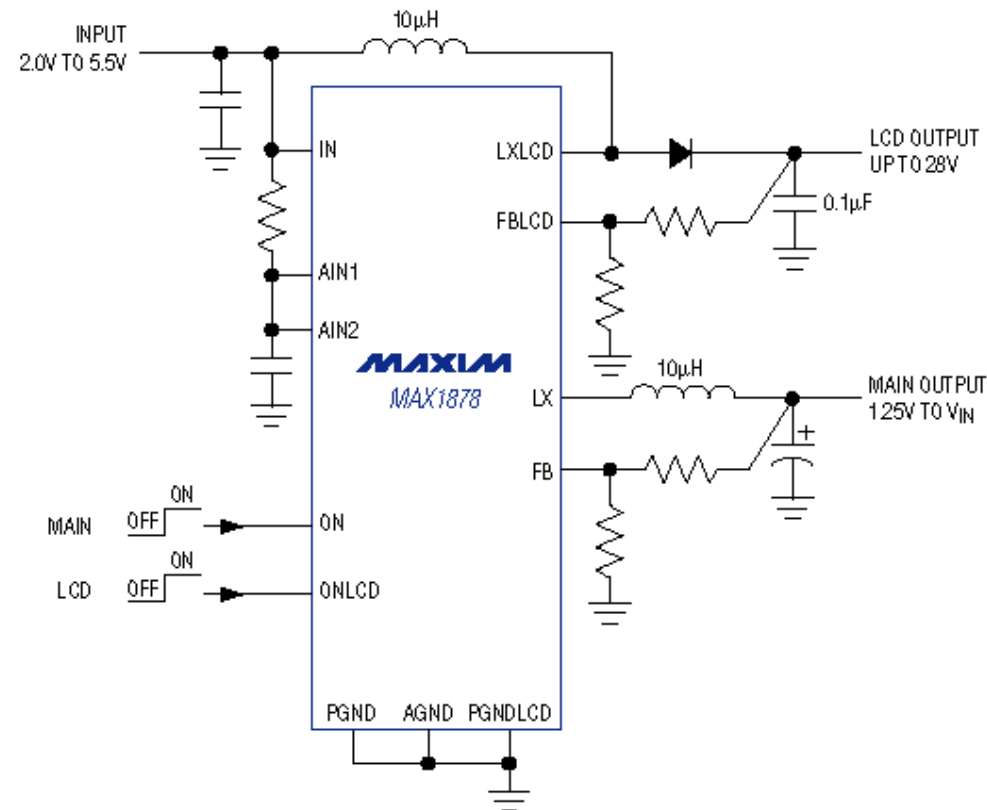 10µH
INPUT
2.0V TO 5.5V
IN
LXLCD
LCD OUTPUT
UP TO 28V
0.1µF
FBLCD
AIN1
AIN2
MAXIM
MAX1878
10µH
LX
MAIN OUTPUT
1.25V TO VIN
+
FB
ON
MAIN
OFF
ON
ON
LCD
OFF
ONLCD
PGND
AGND
PGNDLCD